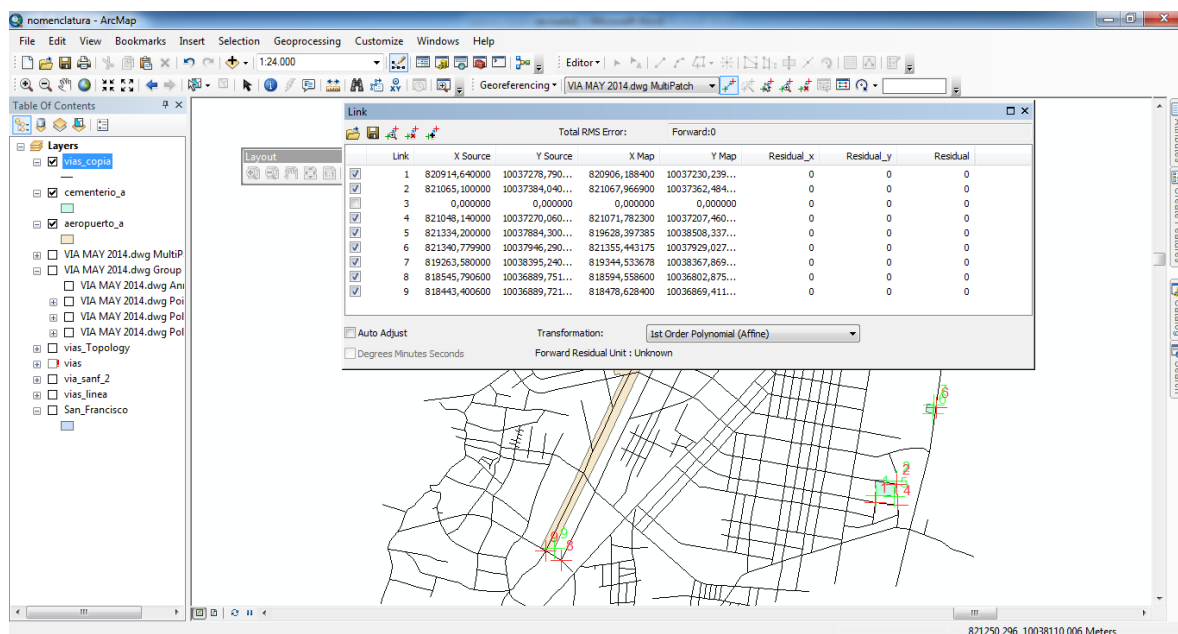 nomenclatura - ArcMap
File Edit View Bookmarks Insert Selection Geoprocessing Customize Windows Help
1:24.000
Editor
Georeferencing VIA MAY 2014.dwg MultiPatch
Table Of Contents
Layers
vias_copia
cementerio_a
aeropuerto_a
VIA MAY 2014.dwg MultiP
VIA MAY 2014.dwg Group
VIA MAY 2014.dwg Ann
VIA MAY 2014.dwg Poi
VIA MAY 2014.dwg Pol
VIA MAY 2014.dwg Pol
vias_Topology
vias
via_sanf_2
vias_linea
San_Francisco
Layout
Link
Total RMS Error: Forward:0
Link X Source Y Source X Map Y Map Residual_x Residual_y Residual
1 820914,640000 10037278,790... 820906,188400 10037230,239... 0 0 0
2 821065,100000 10037384,040... 821067,966900 10037362,484... 0 0 0
3 0,000000 0,000000 0,000000 0,000000 0 0 0
4 821048,140000 10037270,060... 821071,782300 10037207,460... 0 0 0
5 821334,200000 10037884,300... 819628,397385 10038508,337... 0 0 0
6 821340,779900 10037946,290... 821355,443175 10037929,027... 0 0 0
7 819263,580000 10038395,240... 819344,533678 10038367,869... 0 0 0
8 818545,790600 10036889,751... 818594,558600 10036802,875... 0 0 0
9 818443,400600 10036889,721... 818478,628400 10036869,411... 0 0 0
Auto Adjust Transformation: 1st Order Polynomial (Affine)
Degrees Minutes Seconds Forward Residual Unit : Unknown
6
2
1
4
9
9
8
821250,296 10038110,006 Meters